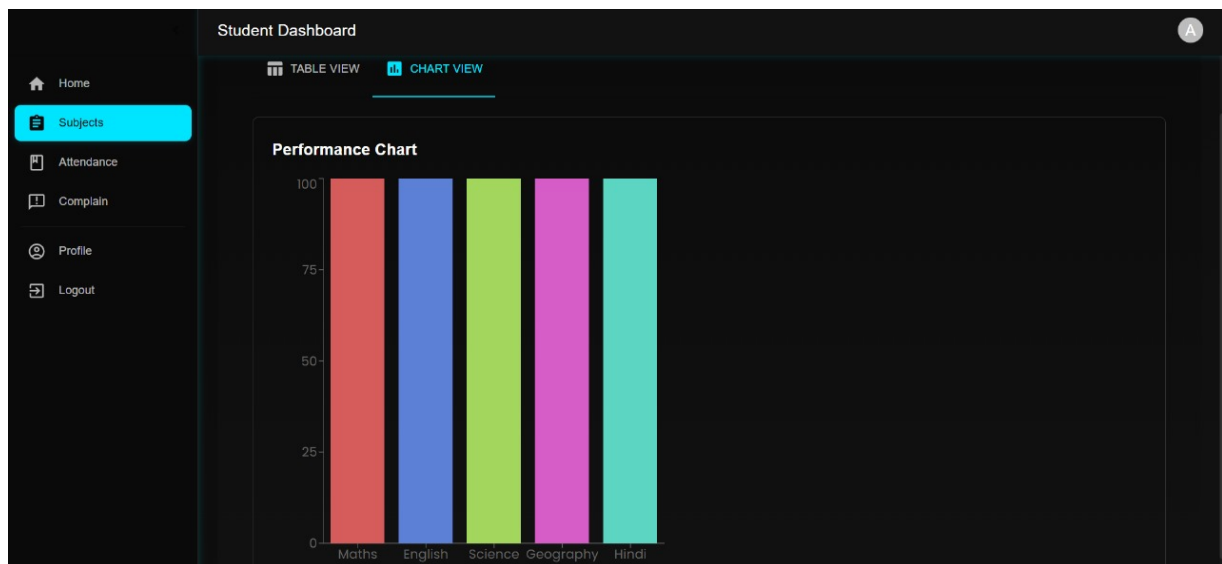 Student Dashboard
A
Home
Subjects
Attendance
Complain
Profile
Logout
TABLE VIEW
CHART VIEW
Performance Chart
100
75
50
25
0
Maths English Science Geography Hindi